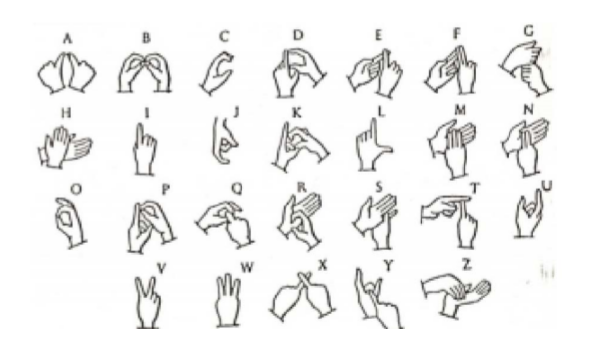 A B C D E F G
H I J K L M N
O P Q R S T U
V W X Y Z